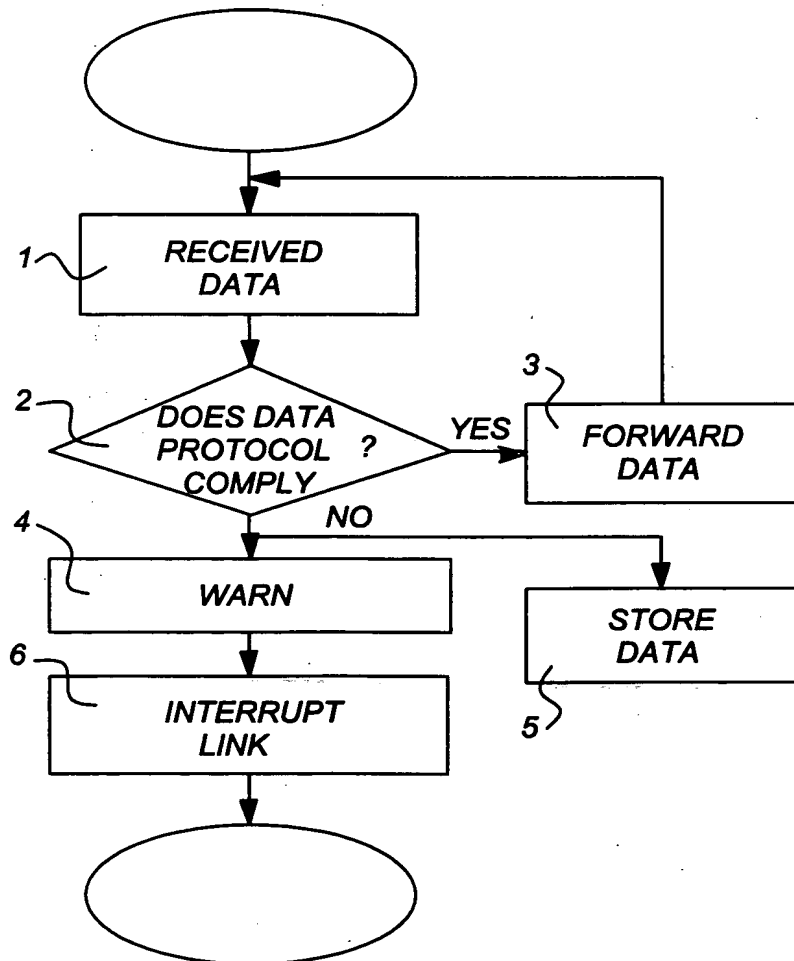 1
RECEIVED
DATA
2
DOES DATA
PROTOCOL ?
COMPLY
YES
3
FORWARD
DATA
NO
4
WARN
STORE
DATA
5
6
INTERRUPT
LINK